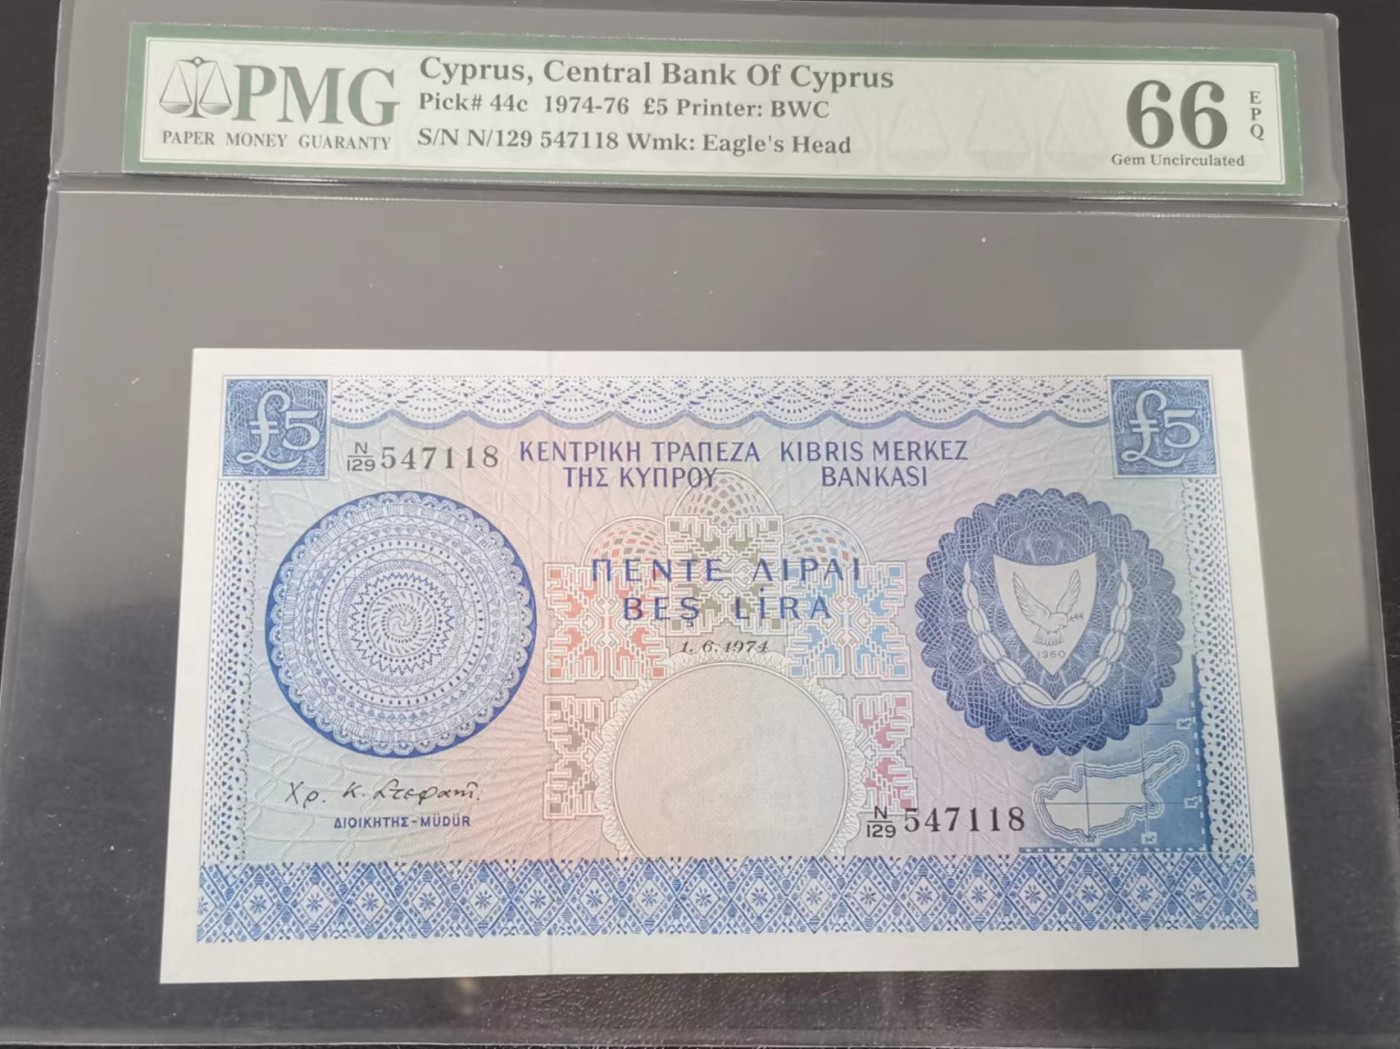 PMG
PAPER MONEY GUARANTY
Cyprus, Central Bank Of Cyprus
Pick# 44c 1974-76 £5 Printer: BWC
S/N N/129 547118 Wmk: Eagle's Head
66 EPQ
Gem Uncirculated
£5
£5
N/129 547118
ΚΕΝΤΡΙΚΗ ΤΡΑΠΕΖΑ KIBRIS MERKEZ
ΤΗΣ ΚΥΠΡΟΥ BANKASI
ΠΕΝΤΕ ΛΙΡΑΙ
BEŞ LİRA
1.6.1974
1960
Χρ. Κ. Στεφανή.
ΔΙΟΙΚΗΤΗΣ-MÜDÜR
N/129 547118